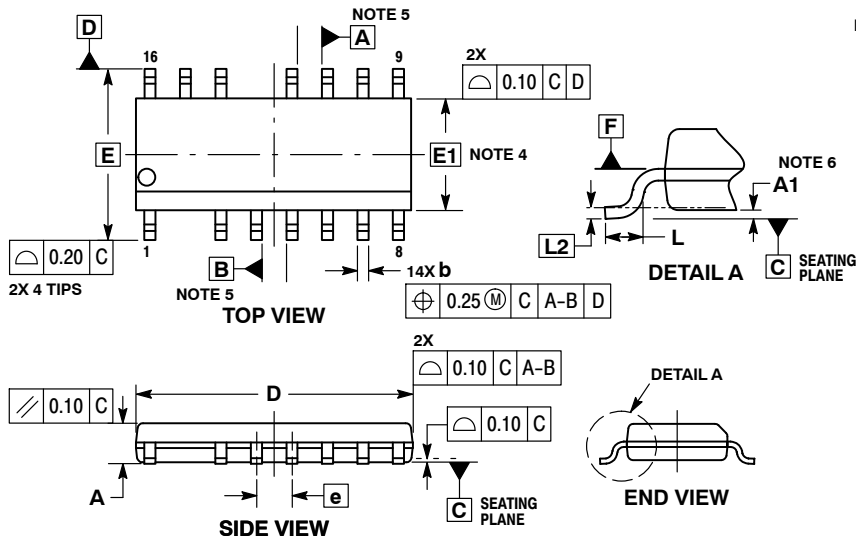 NOTE 5
D
A
16
9
2X
⌓ 0.10 C D
E
E1 NOTE 4
F
NOTE 6
A1
L2
L
C SEATING
PLANE
DETAIL A
1
8
⌓ 0.20 C
2X 4 TIPS
B
NOTE 5
14X b
⌖ 0.25 Ⓜ C A-B D
TOP VIEW
2X
⌓ 0.10 C A-B
D
// 0.10 C
⌓ 0.10 C
A
e
C SEATING
PLANE
SIDE VIEW
DETAIL A
END VIEW